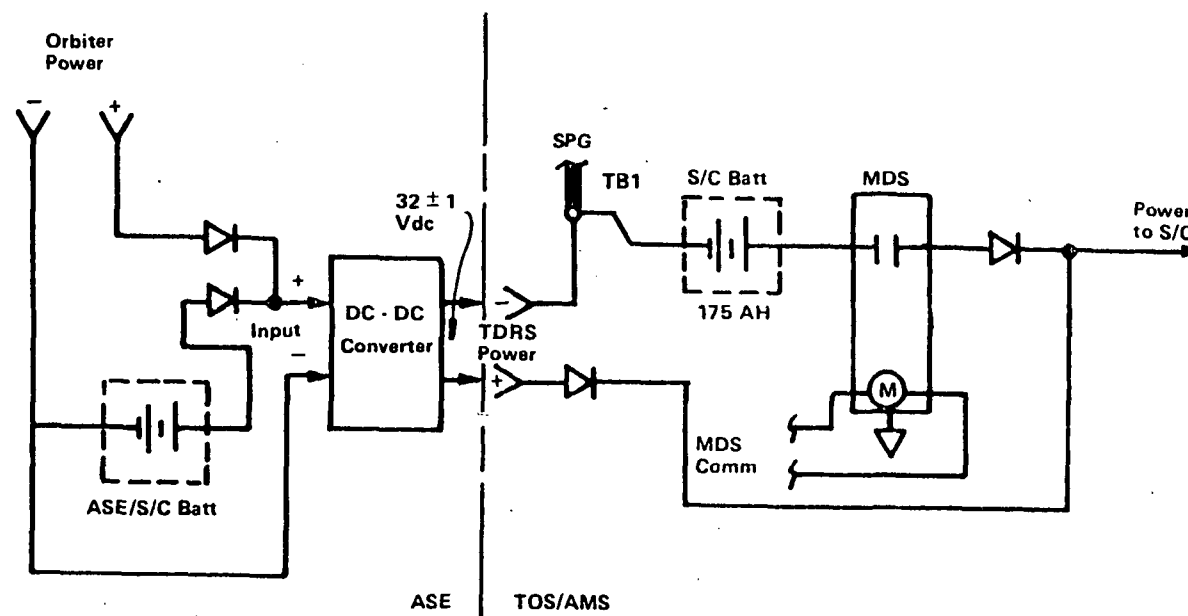 Orbiter
Power
−
+
SPG
TB1
S/C Batt
MDS
32 ± 1
Vdc
Power
to S/C
+
Input
−
DC - DC
Converter
−
TDRS
Power
+
175 AH
M
MDS
Comm
ASE/S/C Batt
ASE
TOS/AMS